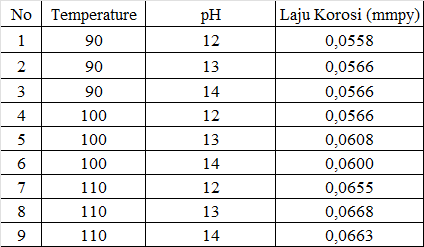 No Temperature pH Laju Korosi (mmpy)
1 90 12 0,0558
2 90 13 0,0566
3 90 14 0,0566
4 100 12 0,0566
5 100 13 0,0608
6 100 14 0,0600
7 110 12 0,0655
8 110 13 0,0668
9 110 14 0,0663